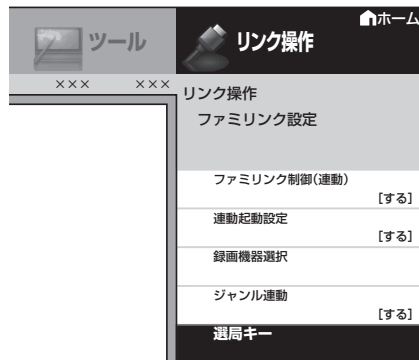 ホーム
ツール
リンク操作
××× ×××
リンク操作
ファミリンク設定
ファミリンク制御(連動)
[する]
連動起動設定
[する]
録画機器選択
ジャンル連動
[する]
選局キー